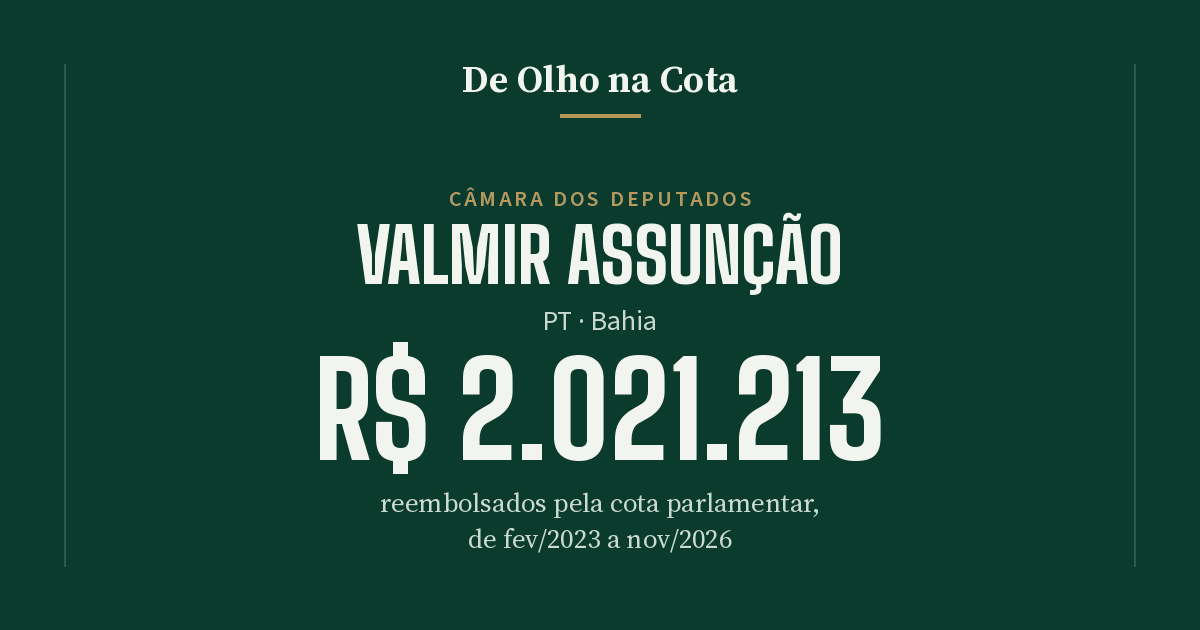 De Olho na Cota
CÂMARA DOS DEPUTADOS
VALMIR ASSUNÇÃO
PT · Bahia
R$ 2.021.213
reembolsados pela cota parlamentar,
de fev/2023 a nov/2026